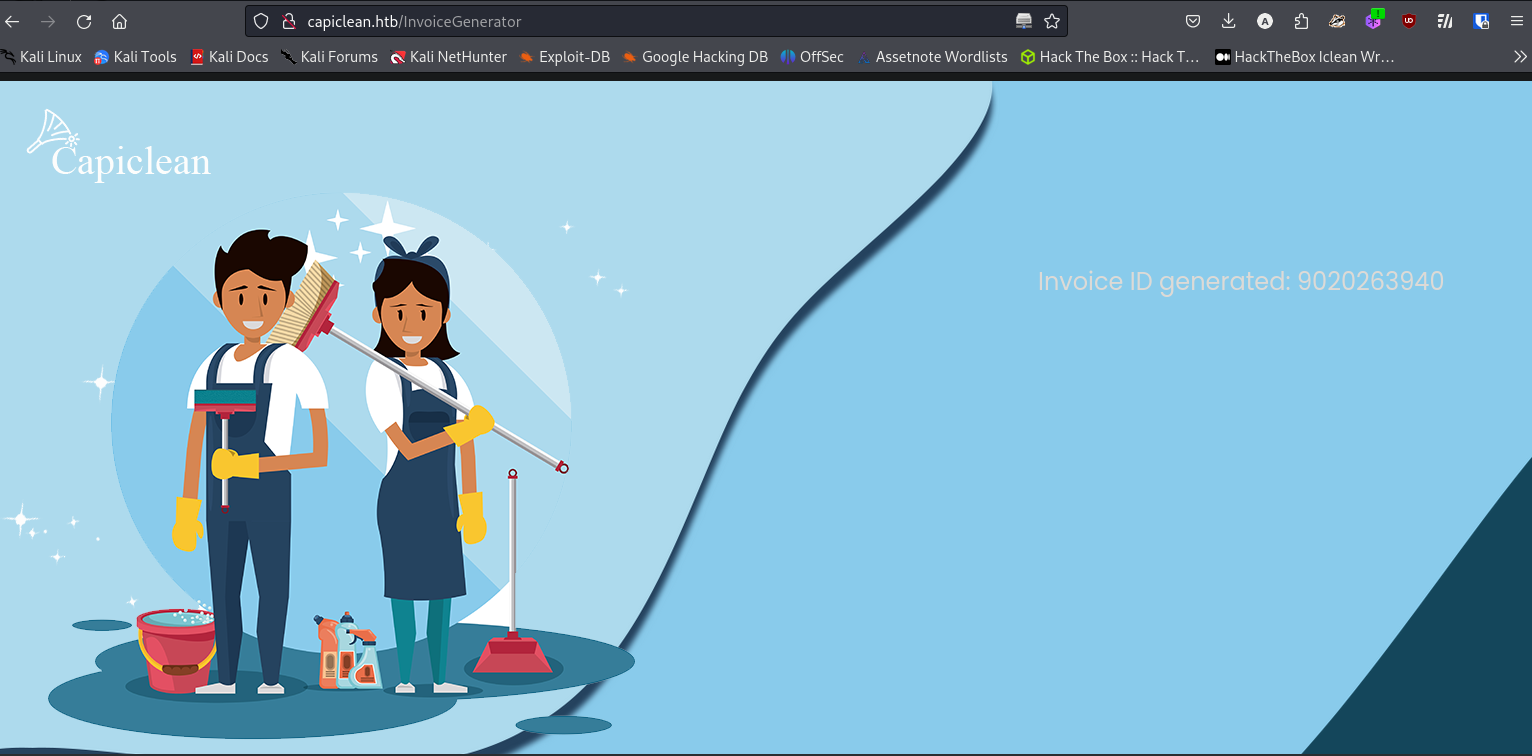 capiclean.htb/InvoiceGenerator
Kali Linux Kali Tools Kali Docs Kali Forums Kali NetHunter Exploit-DB Google Hacking DB OffSec Assetnote Wordlists Hack The Box :: Hack T… HackTheBox Iclean Wr…
Capiclean
Invoice ID generated: 9020263940